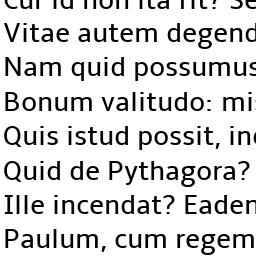 Cur id non ita fit? Se
Vitae autem degend
Nam quid possumus
Bonum valitudo: mis
Quis istud possit, in
Quid de Pythagora?
Ille incendat? Eaden
Paulum, cum regem